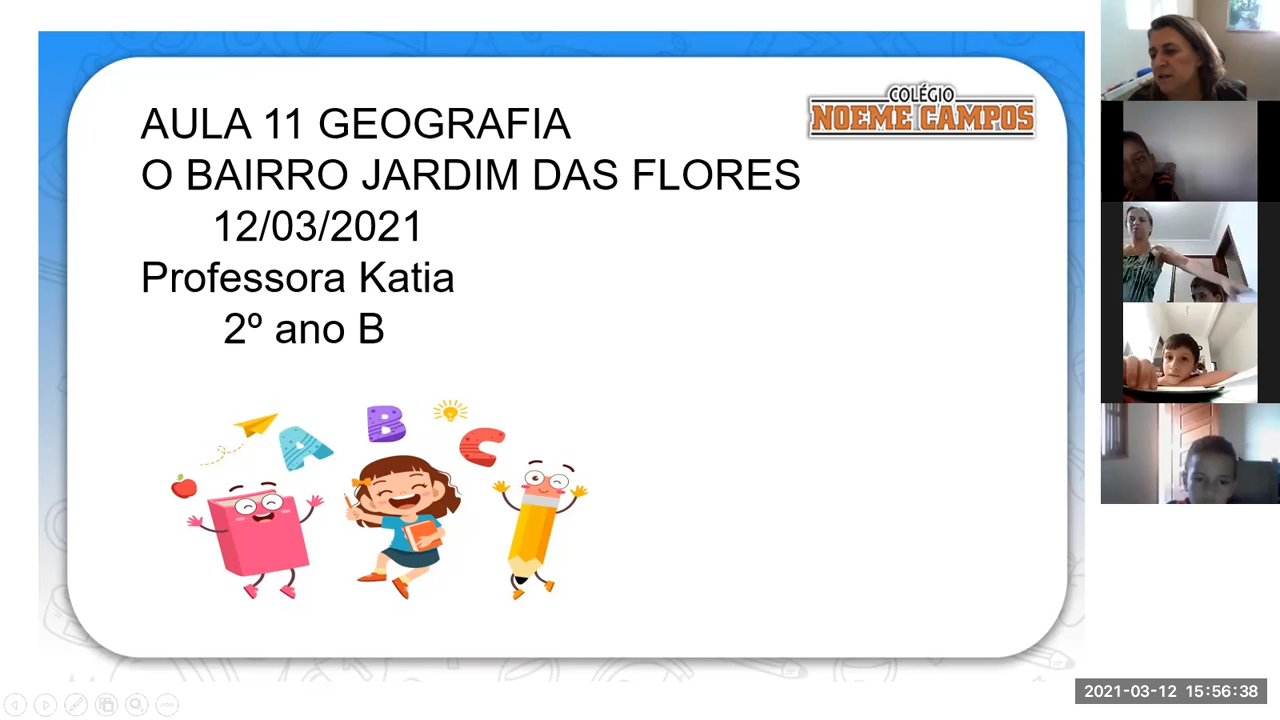 AULA 11 GEOGRAFIA
O BAIRRO JARDIM DAS FLORES
12/03/2021
Professora Katia
2º ano B
COLÉGIO
NOEME CAMPOS
A B C
2021-03-12 15:56:38